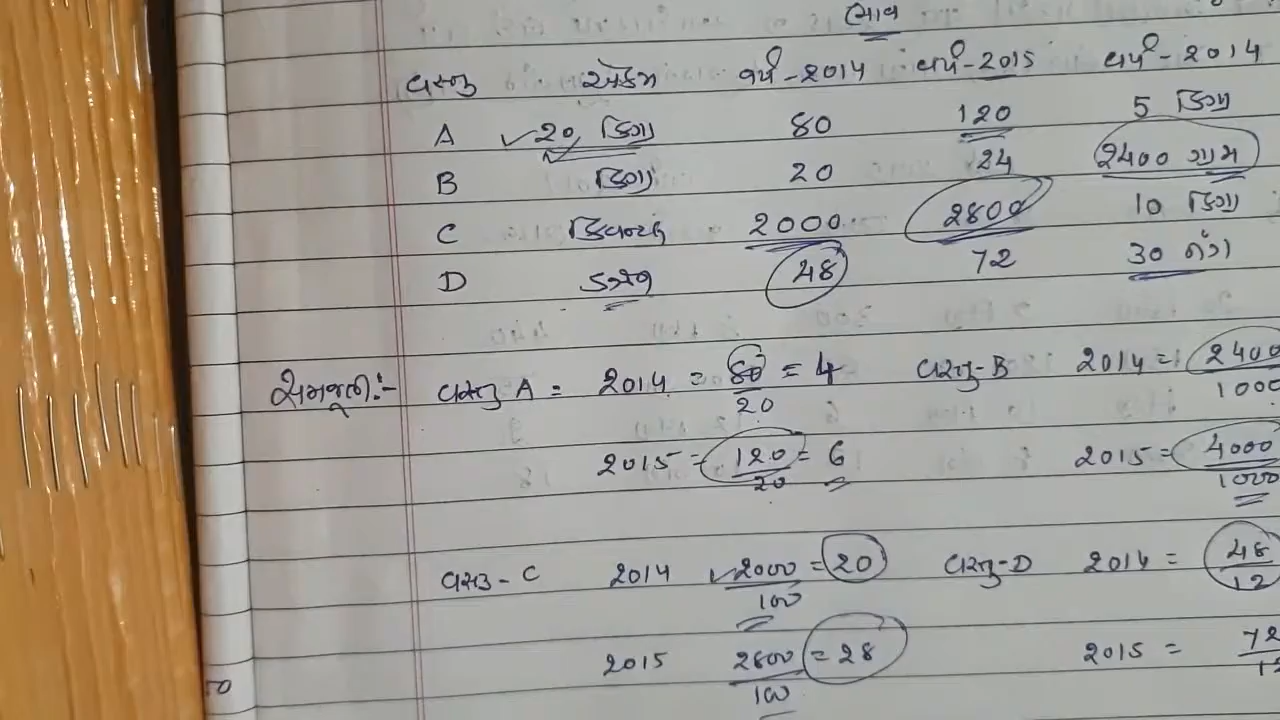 ભાવ
વસ્તુ એકમ વર્ષ-2014 વર્ષ-2015 વર્ષ-2014
A 20 કિગ્રા 80 120 5 કિગ્રા
B કિગ્રા 20 24 2400 ગ્રામ
C ક્વિન્ટલ 2000 2800 10 કિગ્રા
D ડઝન 48 72 30 નંગ
સમજૂતી:- વસ્તુ A = 2014 = 80/20 = 4 વસ્તુ-B 2014 = 2400/1000
2015 = 120/20 = 6 2015 = 4000/1000
વસ્તુ-C 2014 2000/100 = 20 વસ્તુ-D 2014 = 48/12
2015 2800/100 = 28 2015 = 72/12